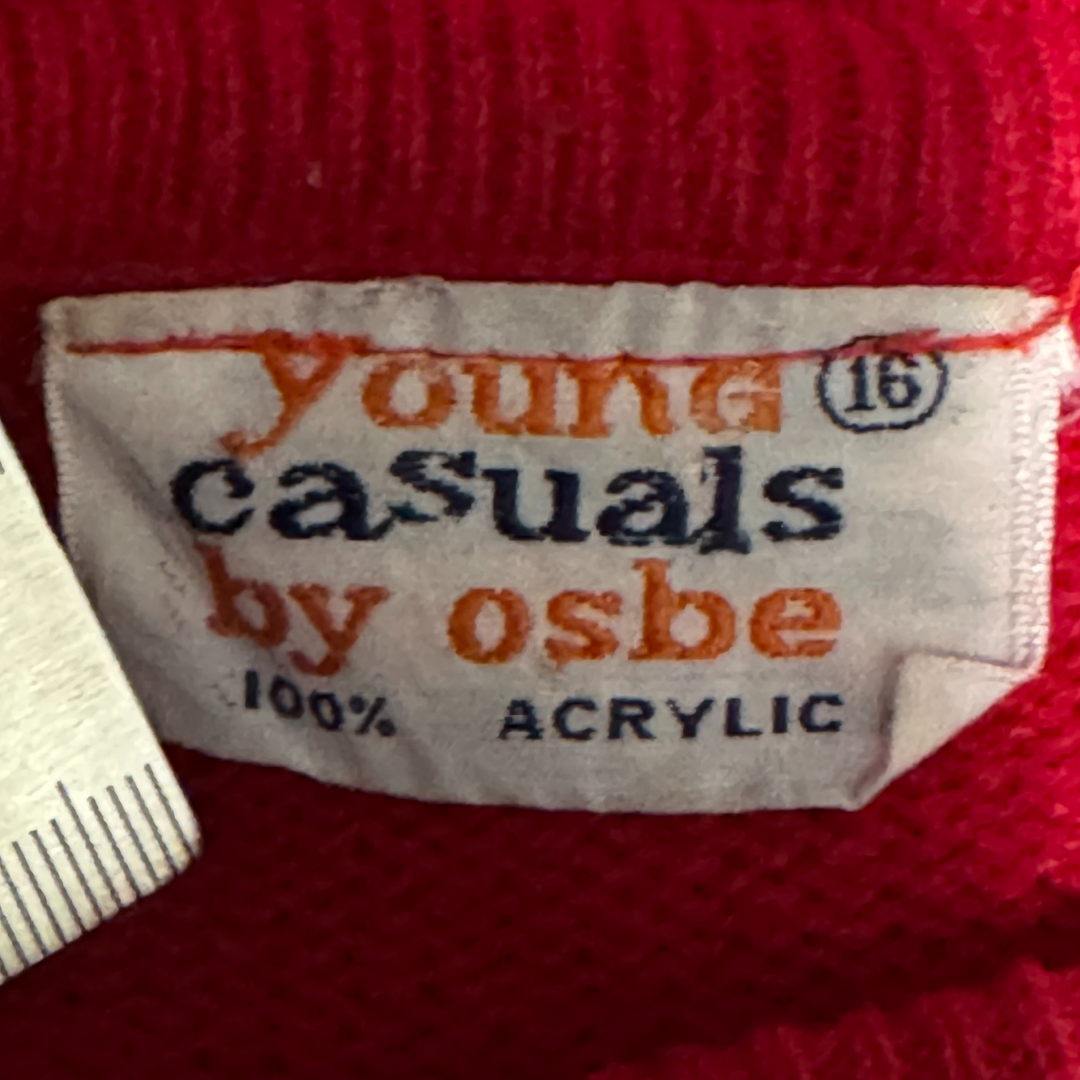 young 16
casuals
by osbe
100% ACRYLIC